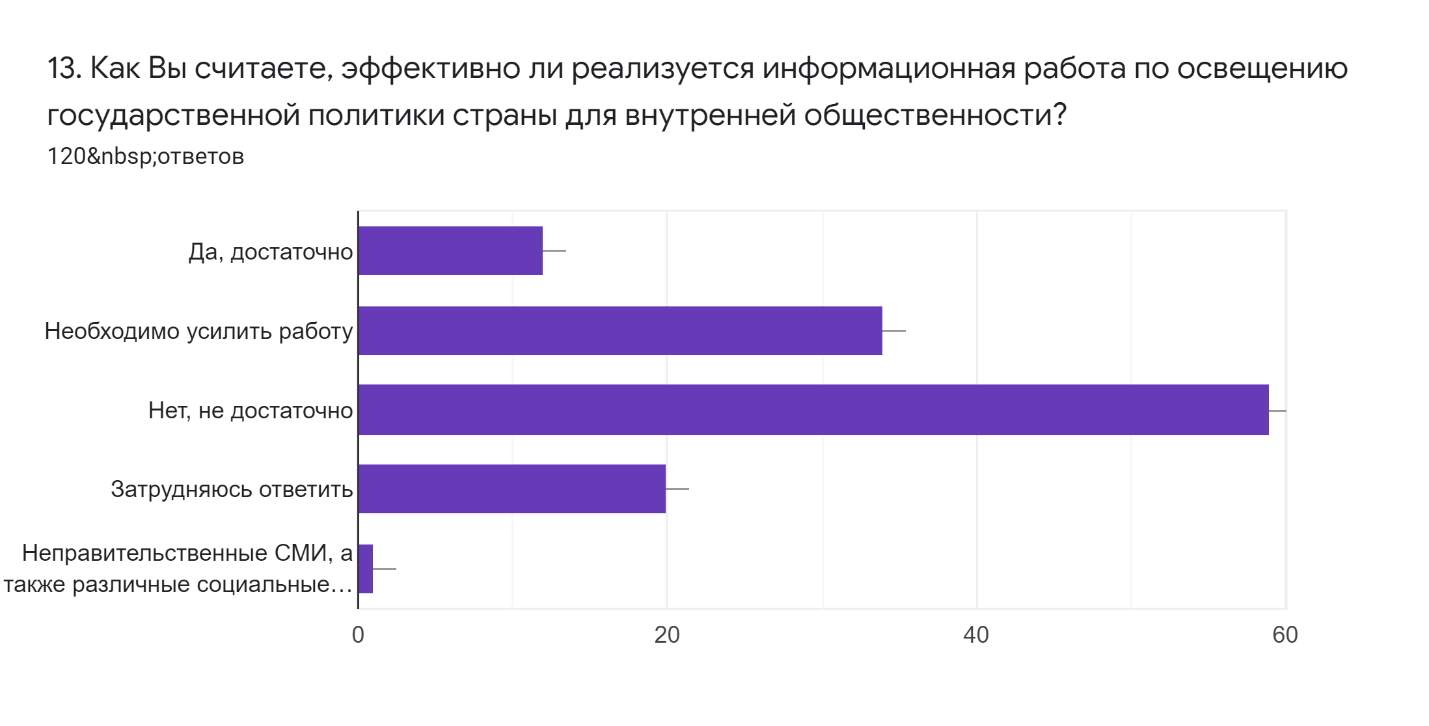 13. Как Вы считаете, эффективно ли реализуется информационная работа по освещению
государственной политики страны для внутренней общественности?
120&nbsp;ответов
Да, достаточно
Необходимо усилить работу
Нет, не достаточно
Затрудняюсь ответить
Неправительственные СМИ, а
также различные социальные…
0 20 40 60